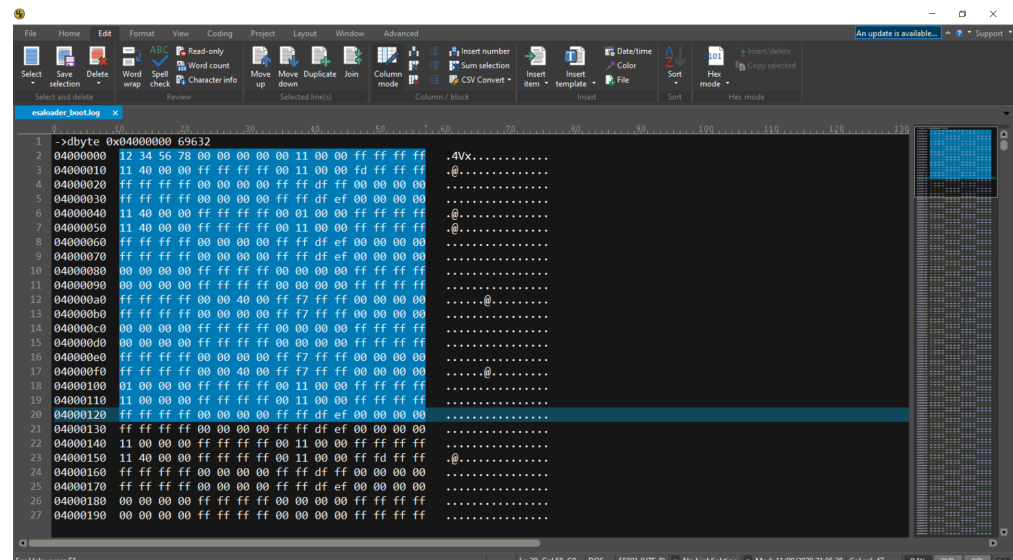 File Home Edit Format View Coding Project Layout Window Advanced An update is available... ? Support
Select
Save selection
Delete
Word wrap
ABC Spell check
Read-only
Word count
Character info
Move up
Move down
Duplicate
Join
Column mode
Insert number
Sum selection
CSV Convert
Insert item
Insert template
Date/time
Color
File
A Z Sort
Hex mode
Insert/delete
Copy selected
Select and delete Review Selected line(s) Column / block Insert Sort Hex mode
esaloader_boot.log ×
0 10 20 30 40 50 60 70 80 90 100 110 120 130
1 ->dbyte 0x04000000 69632
2 04000000 12 34 56 78 00 00 00 00 00 11 00 00 ff ff ff ff .4Vx............
3 04000010 11 40 00 00 ff ff ff ff 00 11 00 00 fd ff ff ff .@..............
4 04000020 ff ff ff ff 00 00 00 00 ff ff df ff 00 00 00 00 ................
5 04000030 ff ff ff ff 00 00 00 00 ff ff df ef 00 00 00 00 ................
6 04000040 11 40 00 00 ff ff ff ff 00 01 00 00 ff ff ff ff .@..............
7 04000050 11 40 00 00 ff ff ff ff 00 11 00 00 ff ff ff ff .@..............
8 04000060 ff ff ff ff 00 00 00 00 ff ff df ef 00 00 00 00 ................
9 04000070 ff ff ff ff 00 00 00 00 ff ff df ef 00 00 00 00 ................
10 04000080 00 00 00 00 ff ff ff ff 00 00 00 00 ff ff ff ff ................
11 04000090 00 00 00 00 ff ff ff ff 00 00 00 00 ff ff ff ff ................
12 040000a0 ff ff ff ff 00 00 40 00 ff f7 ff ff 00 00 00 00 ......@.........
13 040000b0 ff ff ff ff 00 00 00 00 ff f7 ff ff 00 00 00 00 ................
14 040000c0 00 00 00 00 ff ff ff ff 00 00 00 00 ff ff ff ff ................
15 040000d0 00 00 00 00 ff ff ff ff 00 00 00 00 ff ff ff ff ................
16 040000e0 ff ff ff ff 00 00 00 00 ff f7 ff ff 00 00 00 00 ................
17 040000f0 ff ff ff ff 00 00 40 00 ff f7 ff ff 00 00 00 00 ......@.........
18 04000100 01 00 00 00 ff ff ff ff 00 11 00 00 ff ff ff ff ................
19 04000110 11 00 00 00 ff ff ff ff 00 11 00 00 ff ff ff ff ................
20 04000120 ff ff ff ff 00 00 00 00 ff ff df ef 00 00 00 00 ................
21 04000130 ff ff ff ff 00 00 00 00 ff ff df ef 00 00 00 00 ................
22 04000140 11 00 00 00 ff ff ff ff 00 11 00 00 ff ff ff ff ................
23 04000150 11 40 00 00 ff ff ff ff 00 11 00 00 ff fd ff ff .@..............
24 04000160 ff ff ff ff 00 00 00 00 ff ff df ff 00 00 00 00 ................
25 04000170 ff ff ff ff 00 00 00 00 ff ff df ef 00 00 00 00 ................
26 04000180 00 00 00 00 ff ff ff ff 00 00 00 00 ff ff ff ff ................
27 04000190 00 00 00 00 ff ff ff ff 00 00 00 00 ff ff ff ff ................